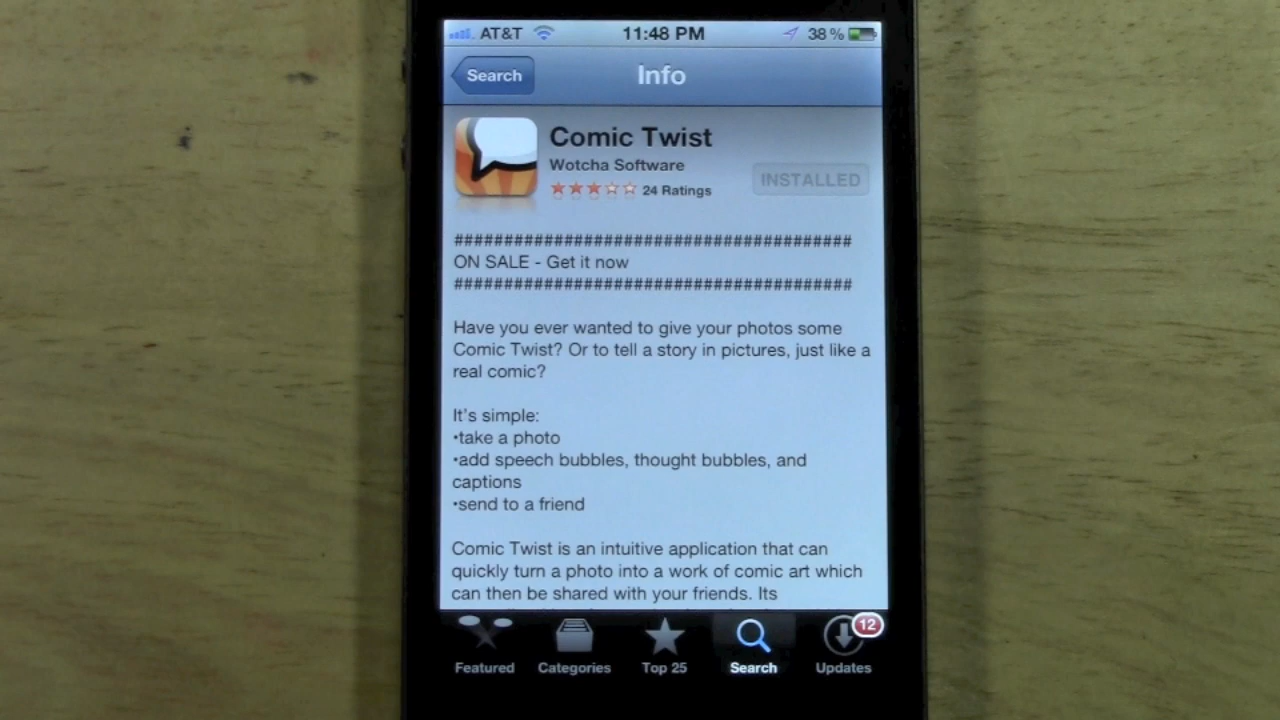 AT&T 11:48 PM 38%
Search Info
Comic Twist
Wotcha Software
24 Ratings
INSTALLED
########################################
ON SALE - Get it now
########################################
Have you ever wanted to give your photos some
Comic Twist? Or to tell a story in pictures, just like a
real comic?
It's simple:
•take a photo
•add speech bubbles, thought bubbles, and
captions
•send to a friend
Comic Twist is an intuitive application that can
quickly turn a photo into a work of comic art which
can then be shared with your friends. Its
12
Featured Categories Top 25 Search Updates